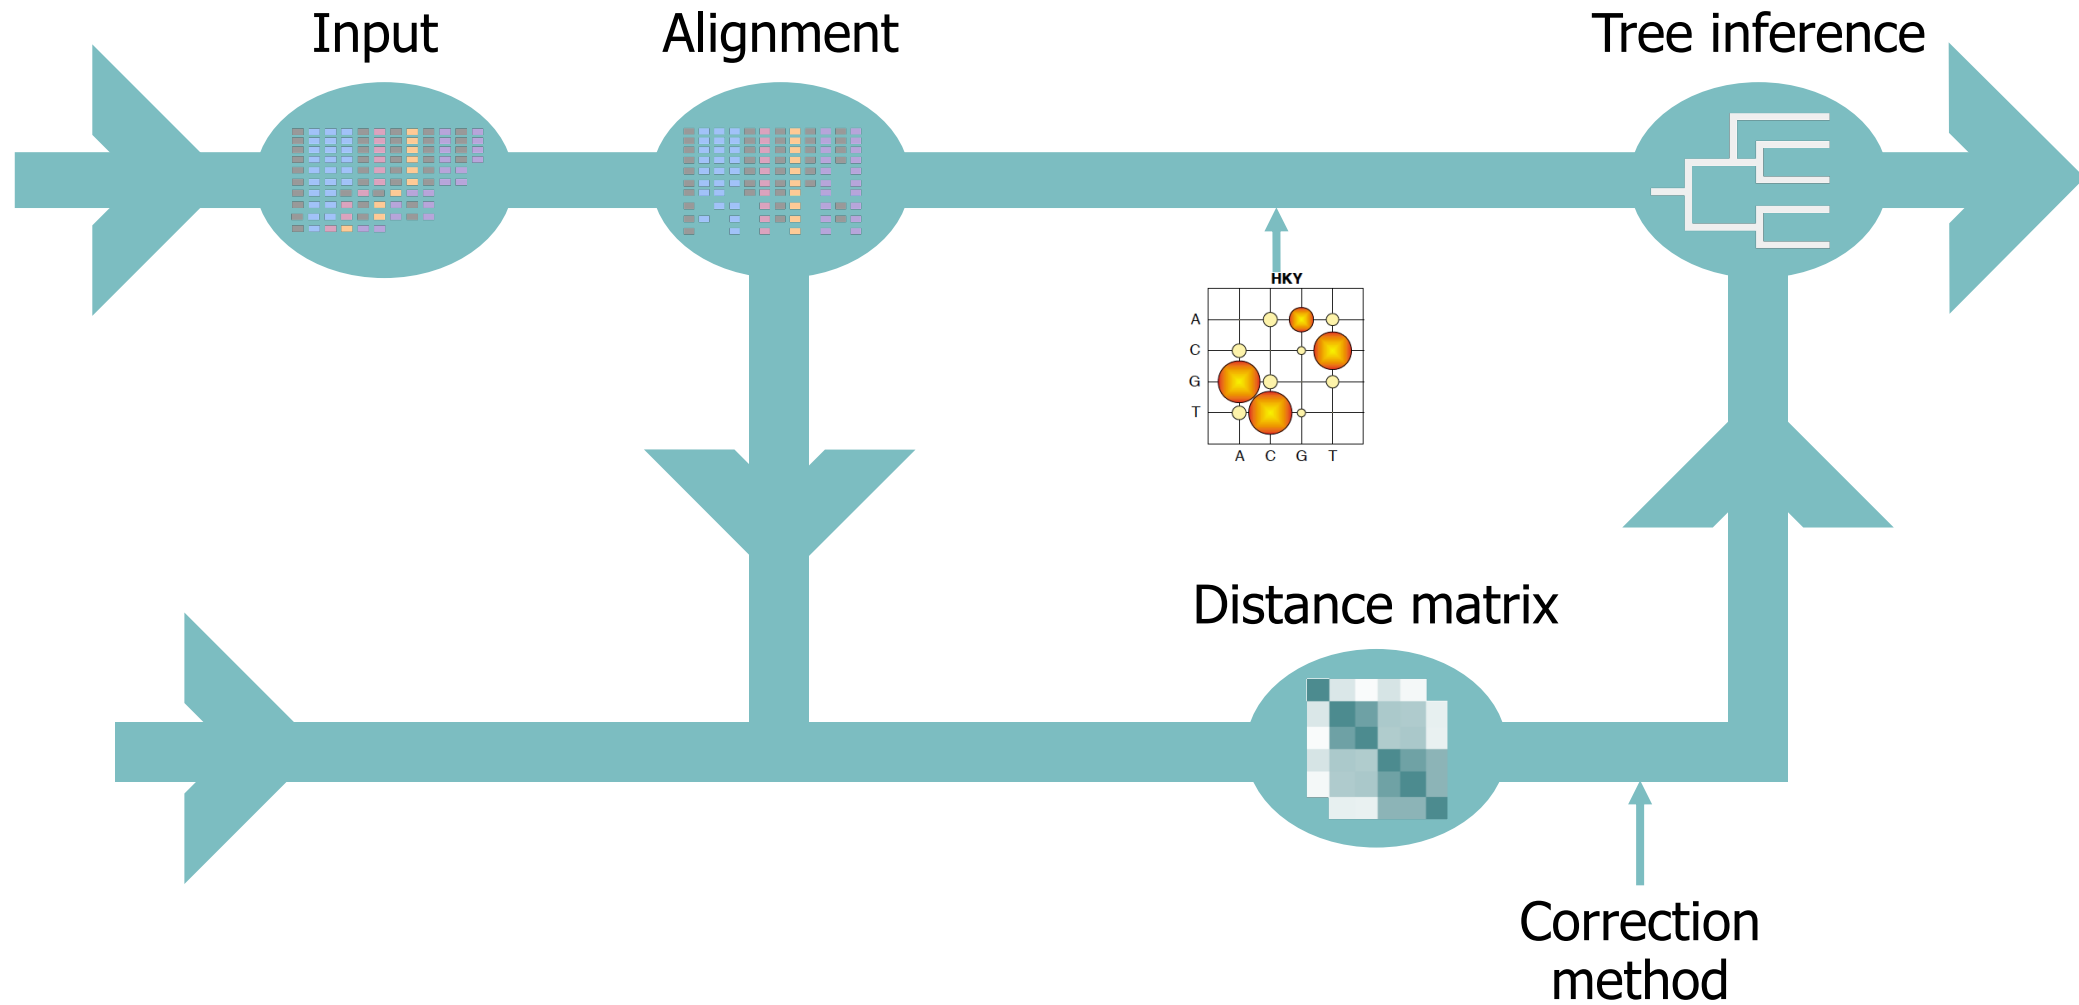 Input
Alignment
Tree inference
HKY
A
C
G
T
A C G T
Distance matrix
Correction
method